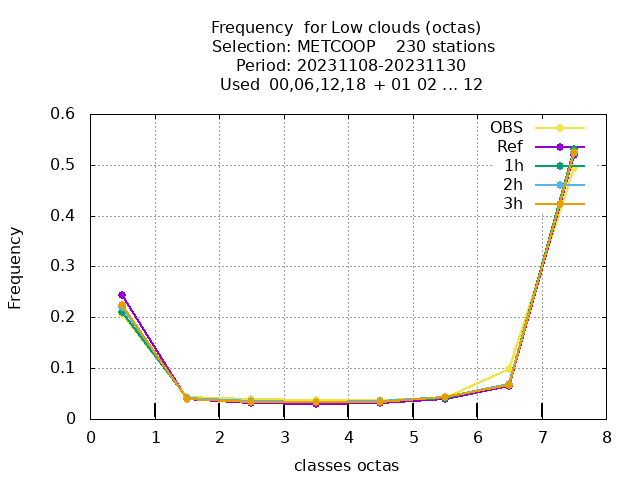 Frequency  for Low clouds (octas)
Selection: METCOOP    230 stations
Period: 20231108-20231130
Used  00,06,12,18  + 01 02 ... 12
0.6
0.5
0.4
0.3
0.2
0.1
0
Frequency
OBS
Ref
1h
2h
3h
0 1 2 3 4 5 6 7 8
classes octas